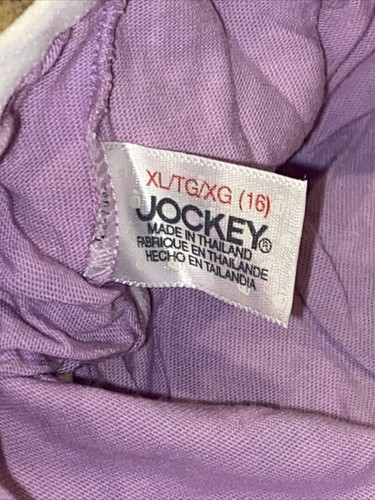 XL/TG/XG (16)
JOCKEY®
MADE IN THAILAND
FABRIQUE EN THAILANDE
HECHO EN TAILANDIA